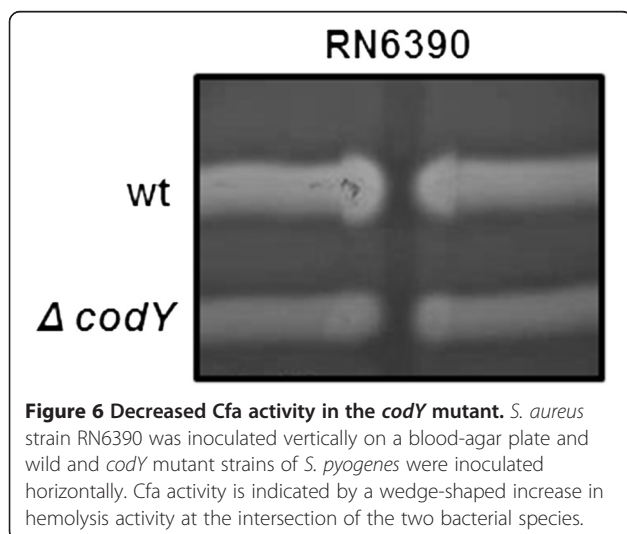 RN6390
wt
Δ codY
Figure 6 Decreased Cfa activity in the codY mutant. S. aureus
strain RN6390 was inoculated vertically on a blood-agar plate and
wild and codY mutant strains of S. pyogenes were inoculated
horizontally. Cfa activity is indicated by a wedge-shaped increase in
hemolysis activity at the intersection of the two bacterial species.